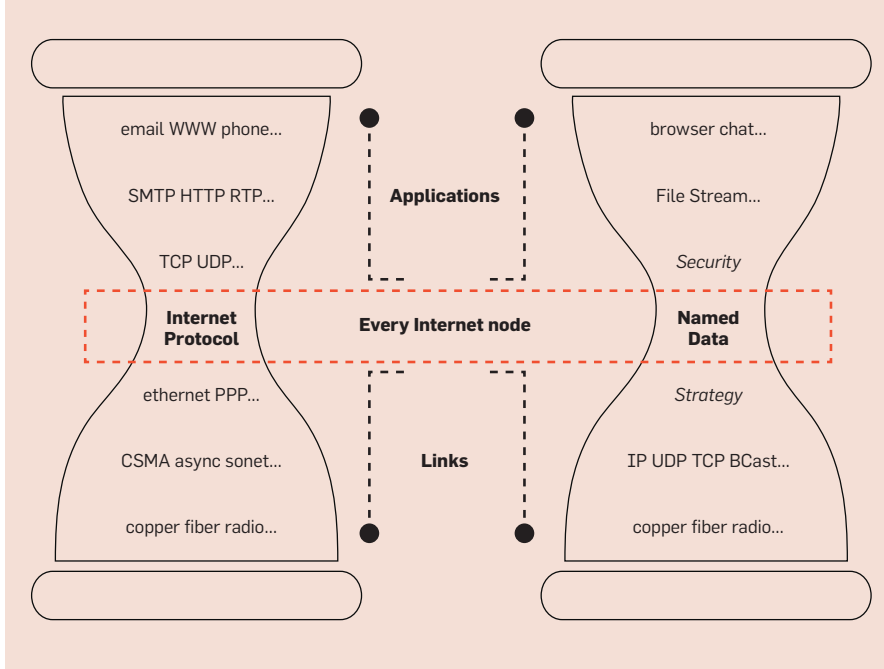 email WWW phone...
SMTP HTTP RTP...
TCP UDP...
Internet
Protocol
ethernet PPP...
CSMA async sonet...
copper fiber radio...
Applications
Every Internet node
Links
browser chat...
File Stream...
Security
Named
Data
Strategy
IP UDP TCP BCast...
copper fiber radio...